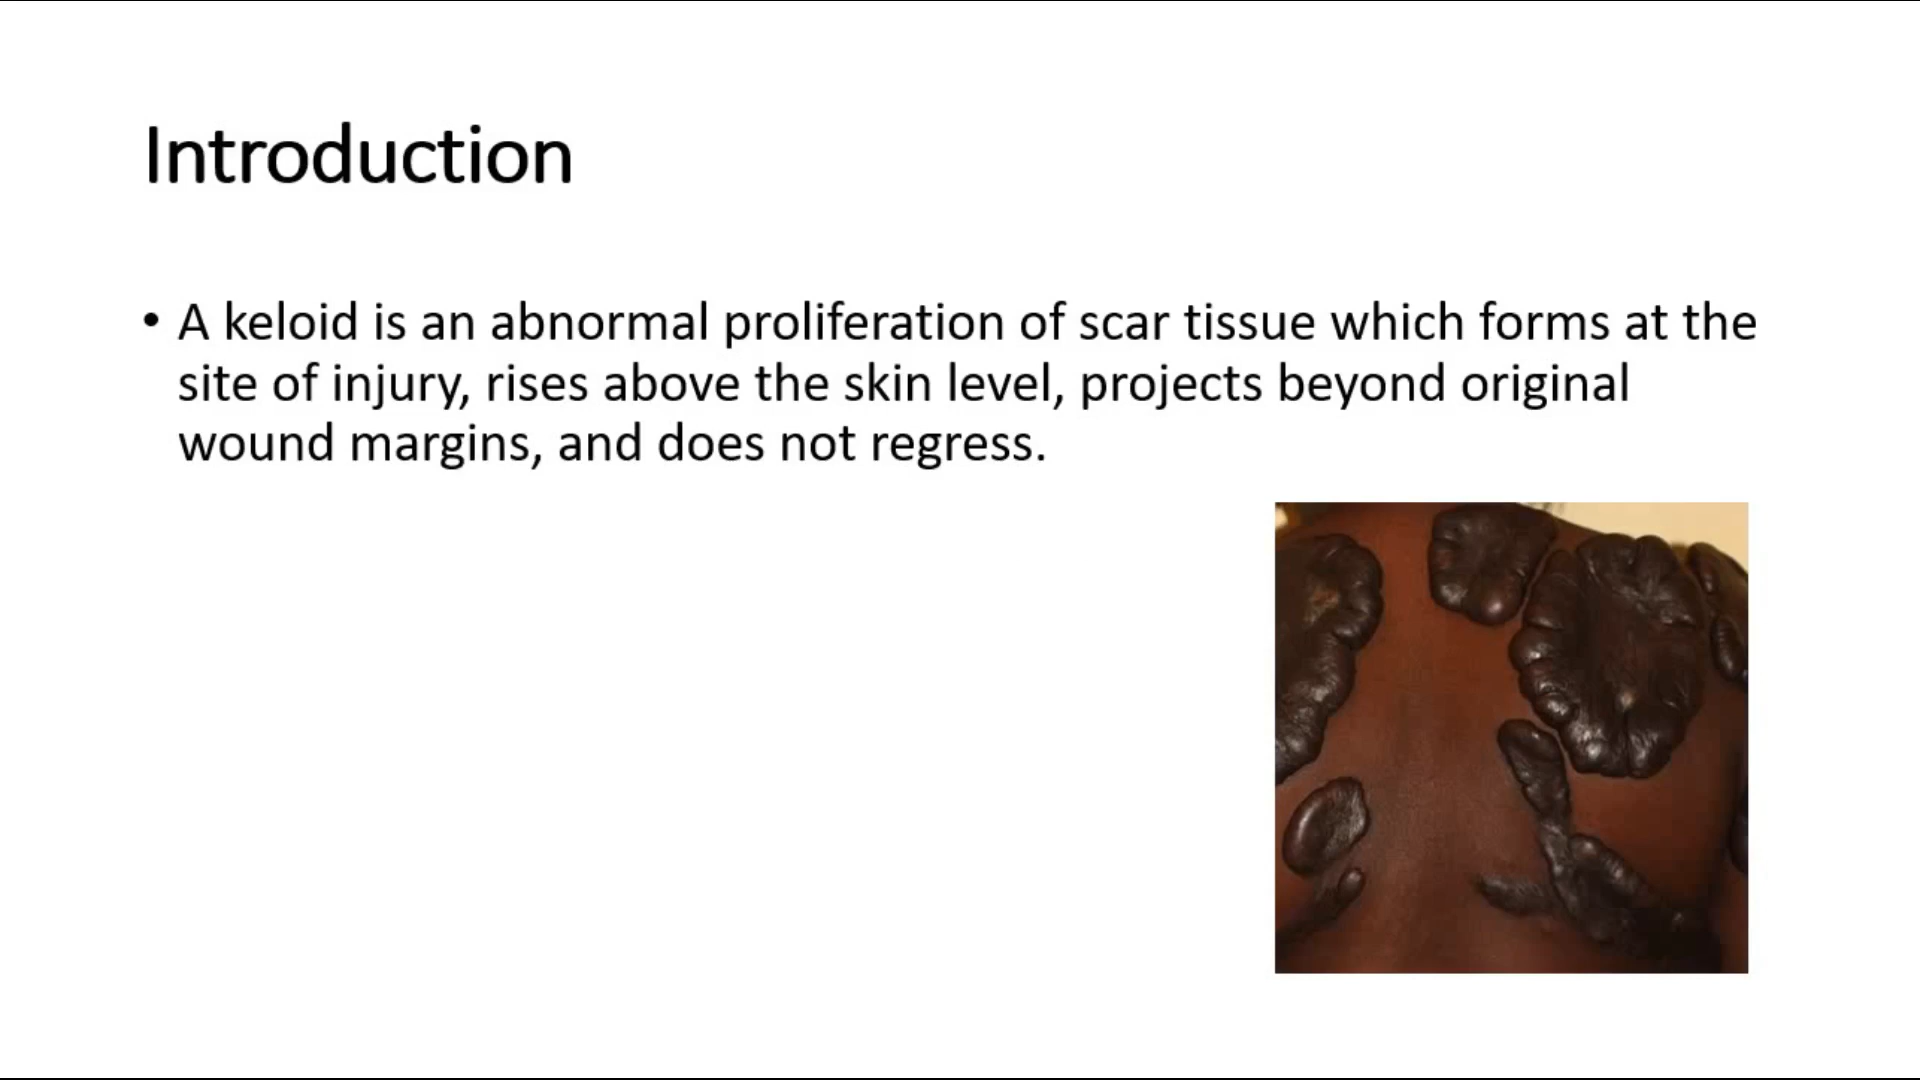 Introduction
• A keloid is an abnormal proliferation of scar tissue which forms at the
site of injury, rises above the skin level, projects beyond original
wound margins, and does not regress.